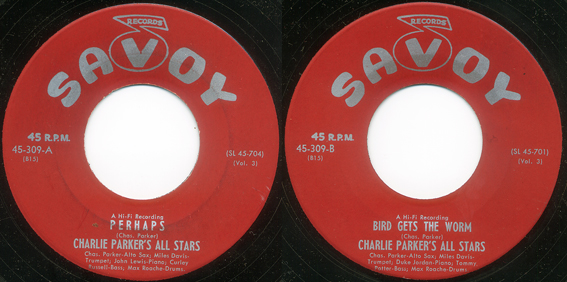 RECORDS
SAVOY
45 R.P.M.
45-309-A
(B15)
(SL 45-704)
(Vol. 3)
A Hi-Fi Recording
PERHAPS
(Chas. Parker)
CHARLIE PARKER'S ALL STARS
Chas. Parker-Alto Sax; Miles Davis-
Trumpet; John Lewis-Piano; Curley
Russell-Bass; Max Roache-Drums.
RECORDS
SAVOY
45 R.P.M.
45-309-B
(B15)
(SL 45-701)
(Vol. 3)
A Hi-Fi Recording
BIRD GETS THE WORM
(Chas. Parker)
CHARLIE PARKER'S ALL STARS
Chas. Parker-Alto Sax; Miles Davis-
Trumpet; Duke Jordan-Piano; Tommy
Potter-Bass; Max Roache-Drums.